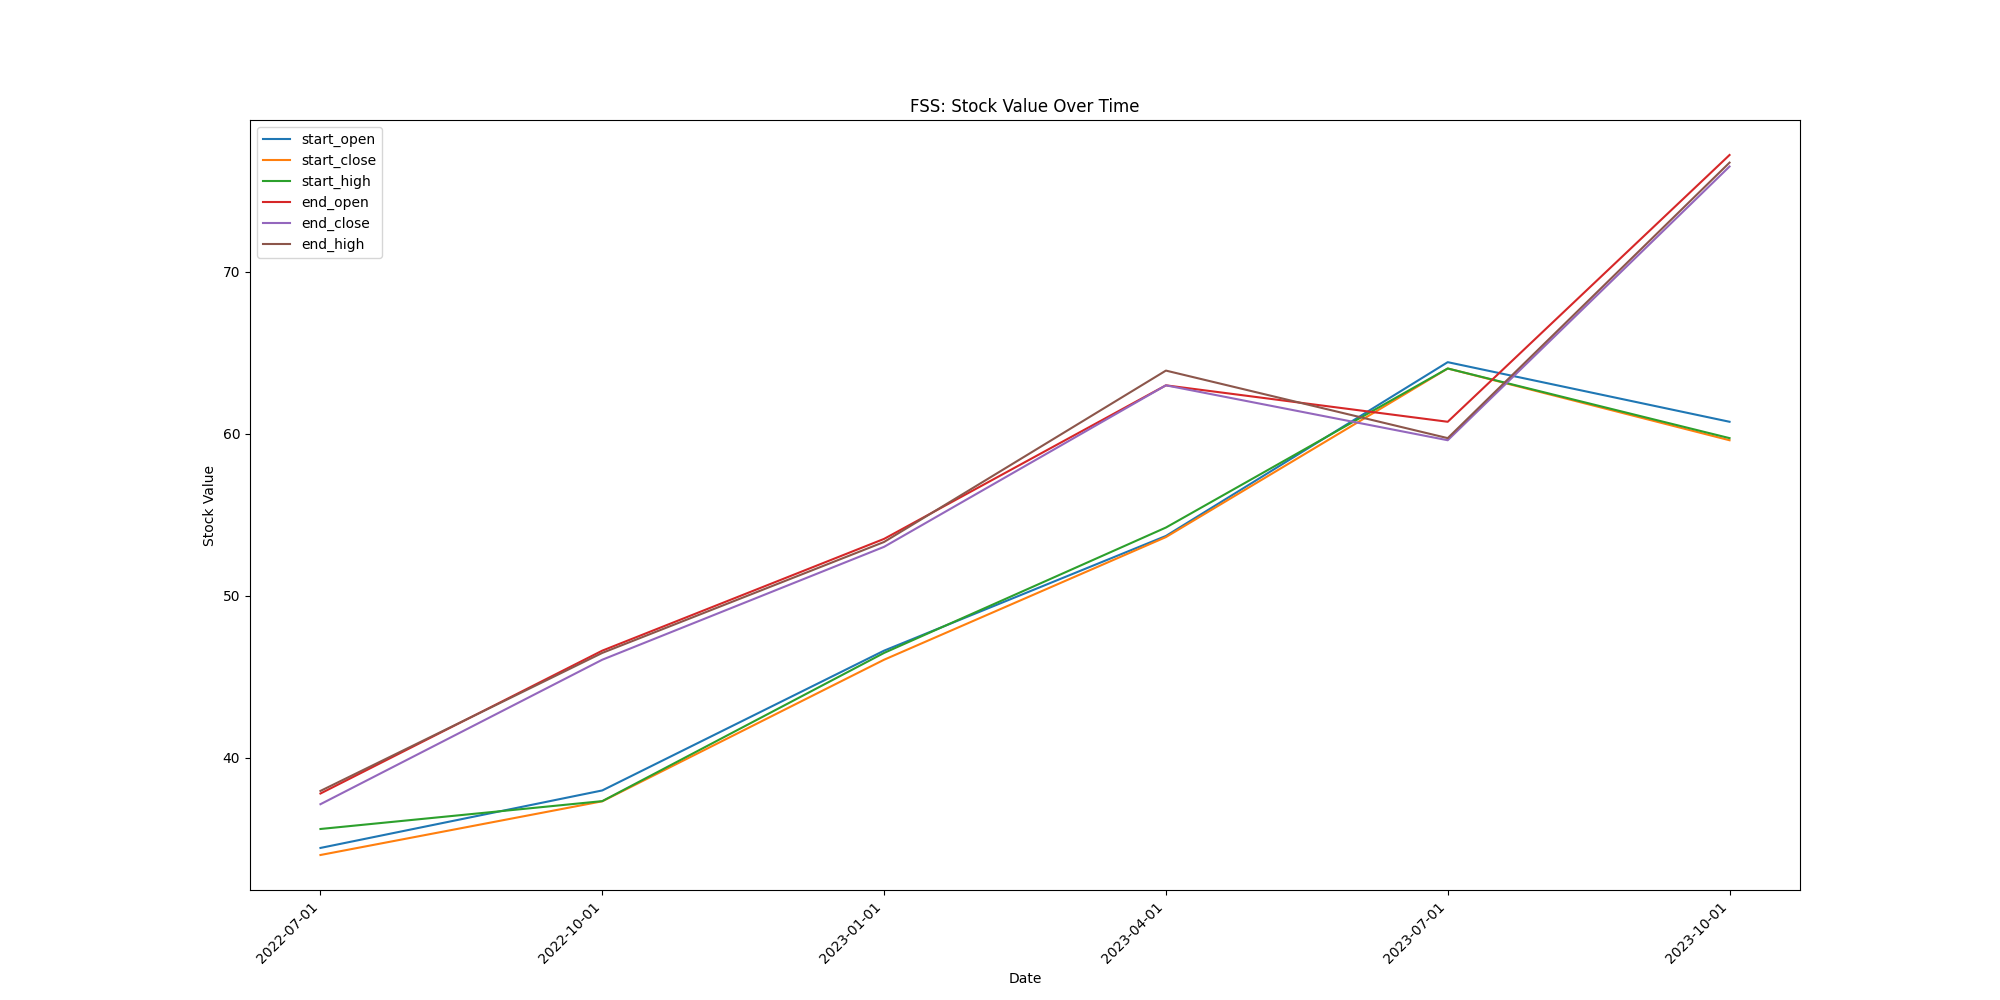 FSS: Stock Value Over Time
start_open
start_close
start_high
end_open
end_close
end_high
70
60
50
40
Stock Value
2022-07-01
2022-10-01
2023-01-01
2023-04-01
2023-07-01
2023-10-01
Date